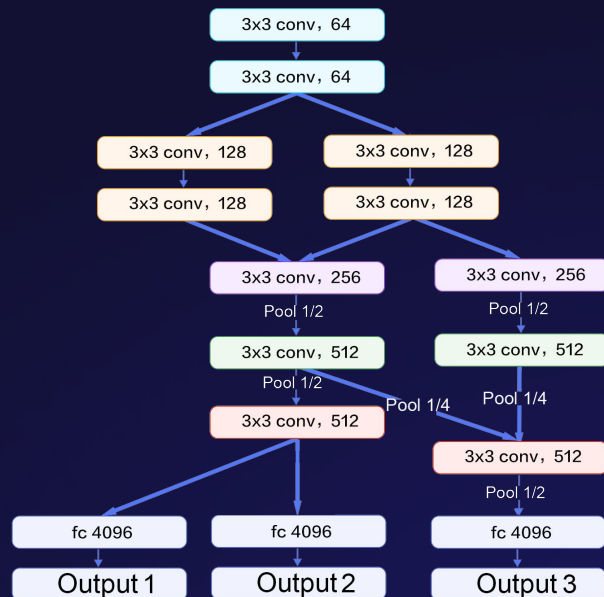 3x3 conv, 64
3x3 conv, 64
3x3 conv, 128
3x3 conv, 128
3x3 conv, 128
3x3 conv, 128
3x3 conv, 256
3x3 conv, 256
Pool 1/2
Pool 1/2
3x3 conv, 512
3x3 conv, 512
Pool 1/2
Pool 1/4
Pool 1/4
3x3 conv, 512
3x3 conv, 512
Pool 1/2
fc 4096
fc 4096
fc 4096
Output 1
Output 2
Output 3